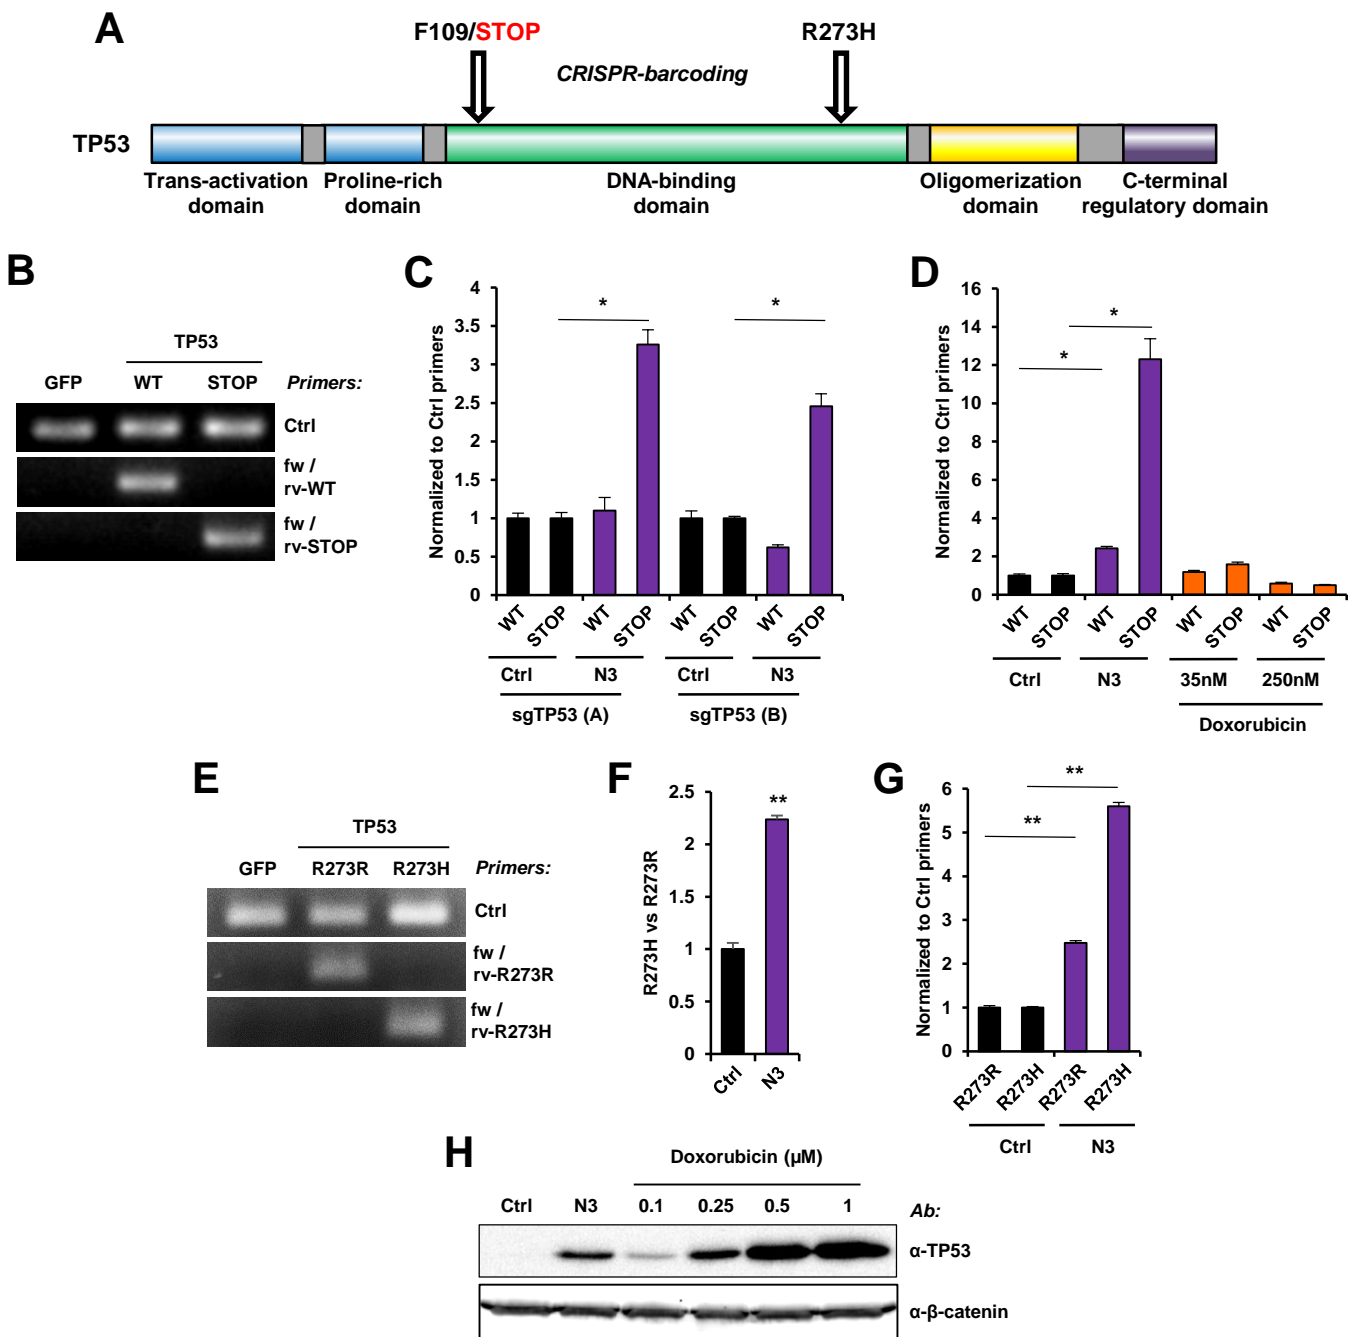 A
F109/STOP
R273H
CRISPR-barcoding
TP53
Trans-activation domain
Proline-rich domain
DNA-binding domain
Oligomerization domain
C-terminal regulatory domain
B
TP53
GFP WT STOP Primers:
Ctrl
fw /
rv-WT
fw /
rv-STOP
C
Normalized to Ctrl primers
4
3.5
3
2.5
2
1.5
1
0.5
0
* *
WT STOP WT STOP WT STOP WT STOP
Ctrl N3 Ctrl N3
sgTP53 (A) sgTP53 (B)
D
Normalized to Ctrl primers
16
14
12
10
8
6
4
2
0
* *
WT STOP WT STOP WT STOP WT STOP
Ctrl N3 35nM 250nM
Doxorubicin
E
TP53
GFP R273R R273H Primers:
Ctrl
fw /
rv-R273R
fw /
rv-R273H
F
R273H vs R273R
2.5
2
1.5
1
0.5
0
**
Ctrl N3
G
Normalized to Ctrl primers
6
5
4
3
2
1
0
** **
R273R R273H R273R R273H
Ctrl N3
H
Doxorubicin (µM)
Ctrl N3 0.1 0.25 0.5 1 Ab:
α-TP53
α-β-catenin